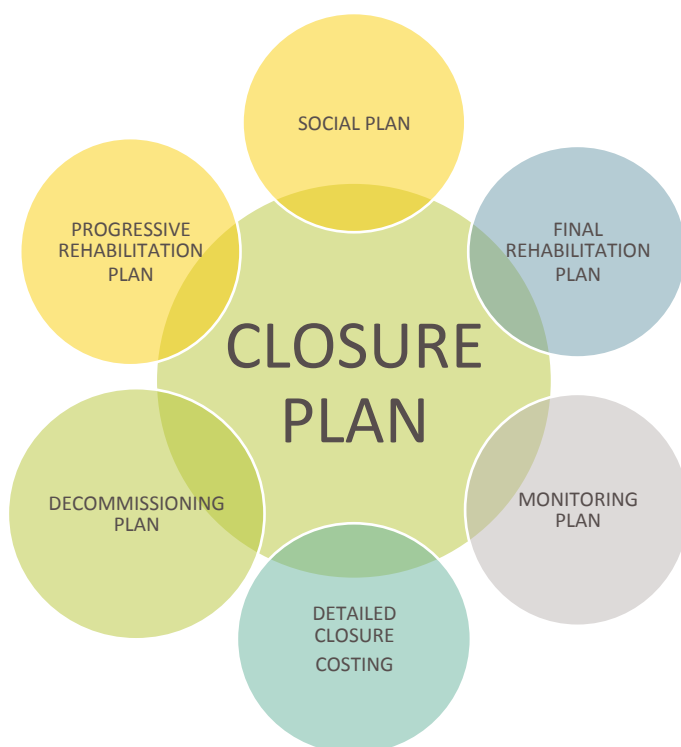 SOCIAL PLAN
PROGRESSIVE
REHABILITATION
PLAN
FINAL
REHABILITATION
PLAN
CLOSURE
PLAN
DECOMMISSIONING
PLAN
MONITORING
PLAN
DETAILED
CLOSURE
COSTING